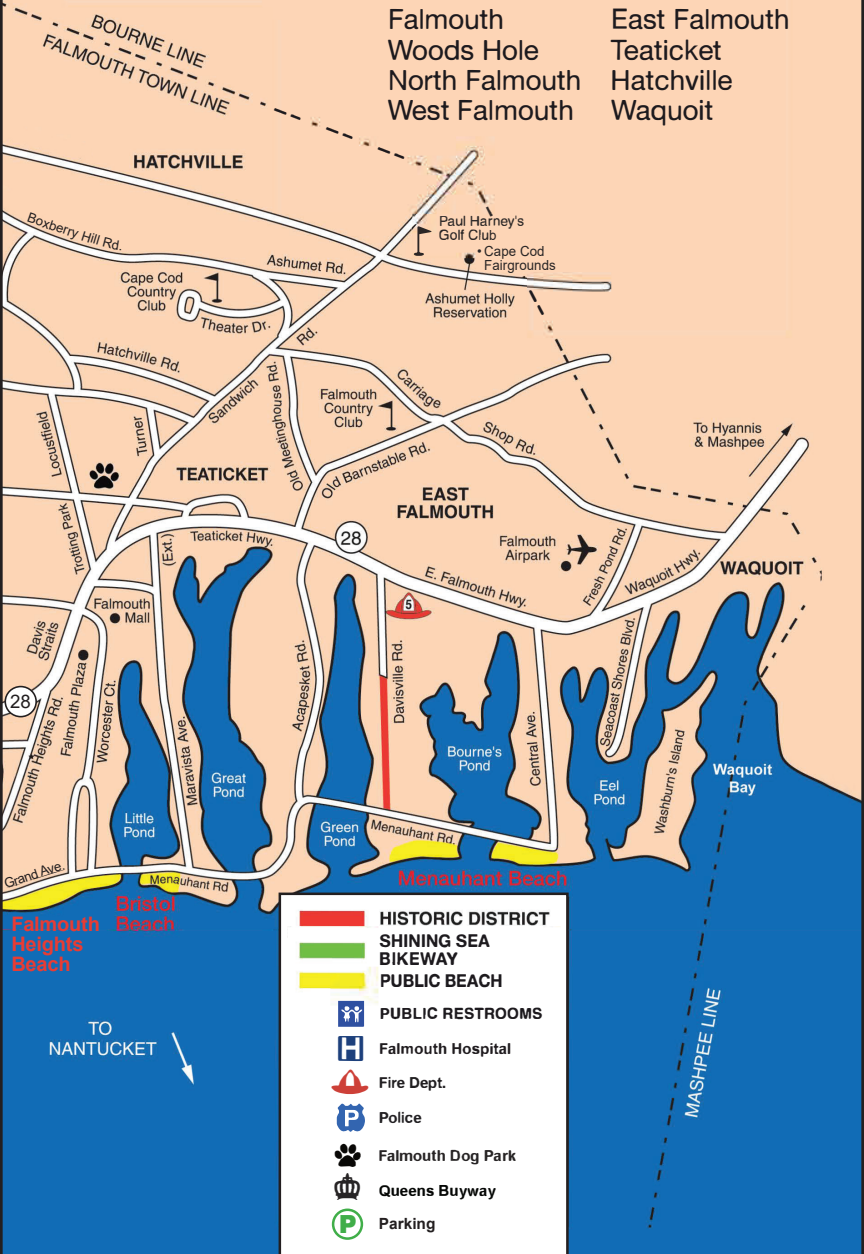 Falmouth
Woods Hole
North Falmouth
West Falmouth
East Falmouth
Teaticket
Hatchville
Waquoit
BOURNE LINE
FALMOUTH TOWN LINE
HATCHVILLE
Boxberry Hill Rd.
Ashumet Rd.
Paul Harney's
Golf Club
Cape Cod
Fairgrounds
Ashumet Holly
Reservation
Cape Cod
Country
Club
Theater Dr.
Hatchville Rd.
Sandwich
Rd.
Old Meetinghouse Rd.
Falmouth
Country
Club
Carriage
Shop Rd.
Old Barnstable Rd.
To Hyannis
& Mashpee
Locustfield
Turner
TEATICKET
EAST
FALMOUTH
Trotting Park
(Ext.)
Teaticket Hwy.
28
Falmouth
Airpark
Fresh Pond Rd.
Waquoit Hwy.
WAQUOIT
E. Falmouth Hwy.
5
Falmouth
Mall
Davis
Straits
28
Falmouth Heights Rd.
Falmouth Plaza
Worcester Ct.
Maravista Ave.
Acapesket Rd.
Davisville Rd.
Central Ave.
Seacoast Shores Blvd.
Washburn's Island
Great
Pond
Little
Pond
Green
Pond
Bourne's
Pond
Eel
Pond
Waquoit
Bay
Menauhant Rd.
Grand Ave.
Menauhant Rd
Menauhant Beach
Bristol
Beach
Falmouth
Heights
Beach
TO
NANTUCKET
MASHPEE LINE
HISTORIC DISTRICT
SHINING SEA
BIKEWAY
PUBLIC BEACH
PUBLIC RESTROOMS
H
Falmouth Hospital
Fire Dept.
P
Police
Falmouth Dog Park
Queens Buyway
P
Parking